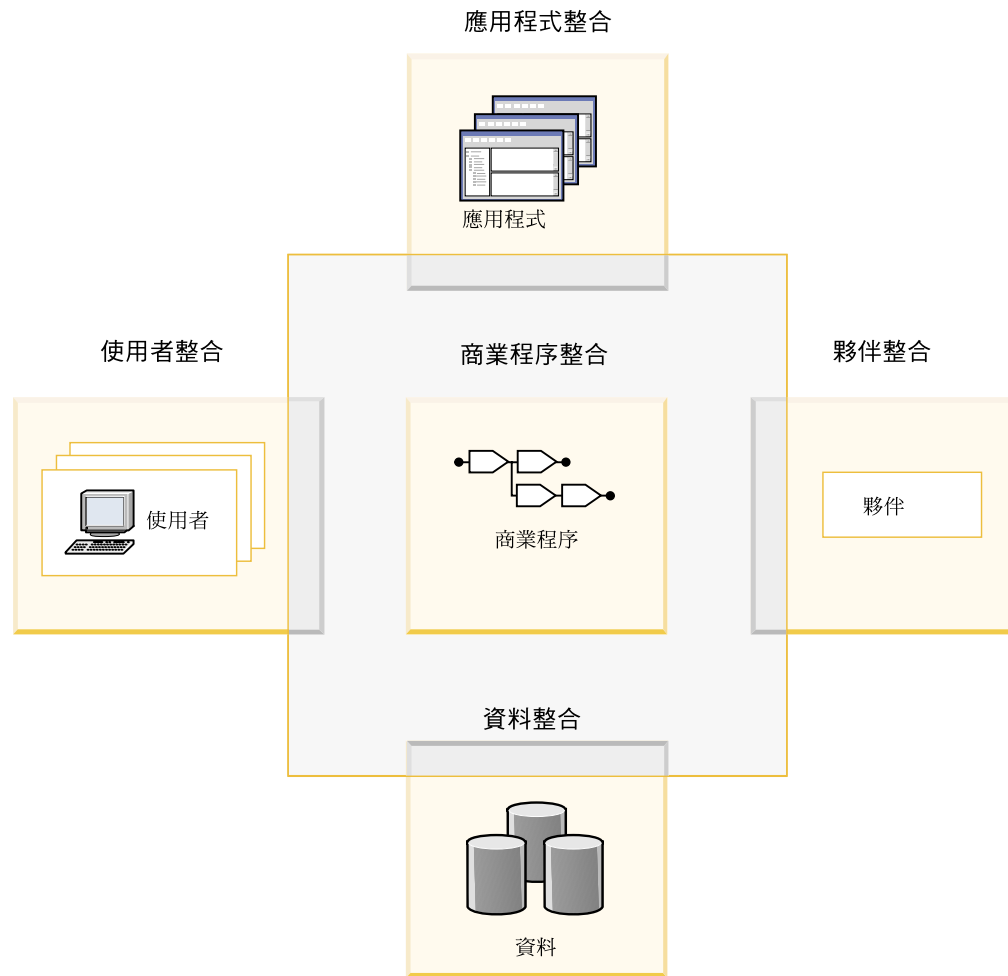 應用程式整合
應用程式
使用者整合
商業程序整合
夥伴整合
使用者
商業程序
夥伴
資料整合
資料